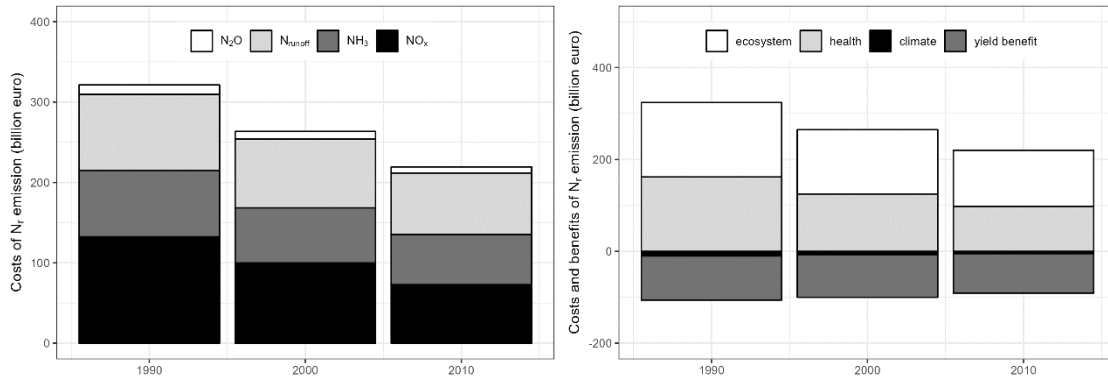 Costs of Nr emission (billion euro)
N2O Nrunoff NH3 NOx
400
300
200
100
0
1990 2000 2010
Costs and benefits of Nr emission (billion euro)
ecosystem health climate yield benefit
400
200
0
-200
1990 2000 2010